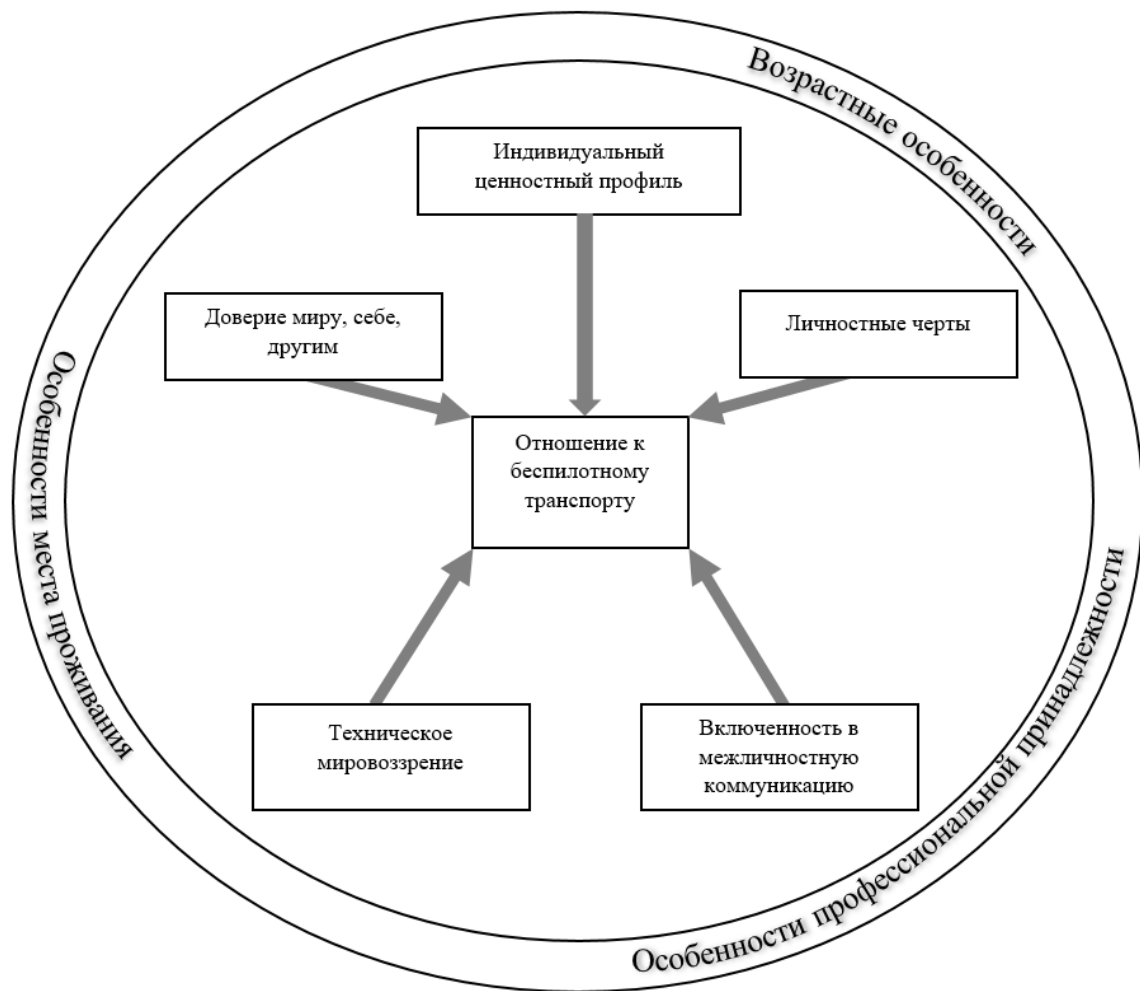 Возрастные особенности
Индивидуальный
ценностный профиль
Доверие миру, себе,
другим
Личностные черты
Отношение к
беспилотному
транспорту
Особенности места проживания
Техническое
мировоззрение
Включенность в
межличностную
коммуникацию
Особенности профессиональной принадлежности